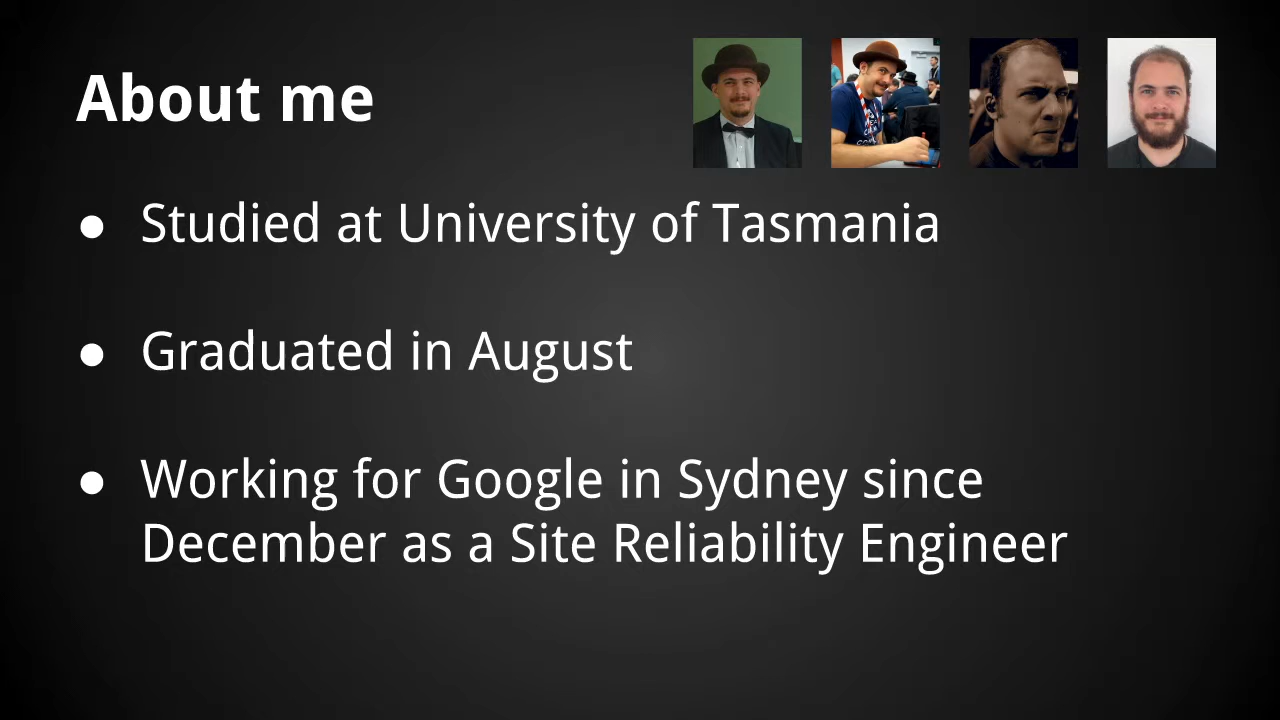 About me
● Studied at University of Tasmania
● Graduated in August
● Working for Google in Sydney since
December as a Site Reliability Engineer